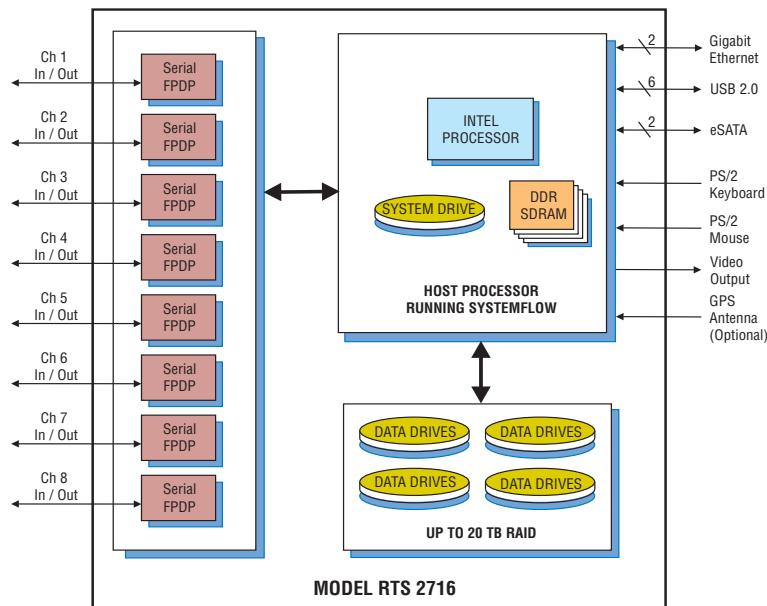 Ch 1
In / Out
Serial
FPDP
Ch 2
In / Out
Serial
FPDP
Ch 3
In / Out
Serial
FPDP
Ch 4
In / Out
Serial
FPDP
Ch 5
In / Out
Serial
FPDP
Ch 6
In / Out
Serial
FPDP
Ch 7
In / Out
Serial
FPDP
Ch 8
In / Out
Serial
FPDP
INTEL
PROCESSOR
SYSTEM DRIVE
DDR
SDRAM
HOST PROCESSOR
RUNNING SYSTEMFLOW
2
Gigabit
Ethernet
6
USB 2.0
2
eSATA
PS/2
Keyboard
PS/2
Mouse
Video
Output
GPS
Antenna
(Optional)
DATA DRIVES
DATA DRIVES
DATA DRIVES
DATA DRIVES
UP TO 20 TB RAID
MODEL RTS 2716